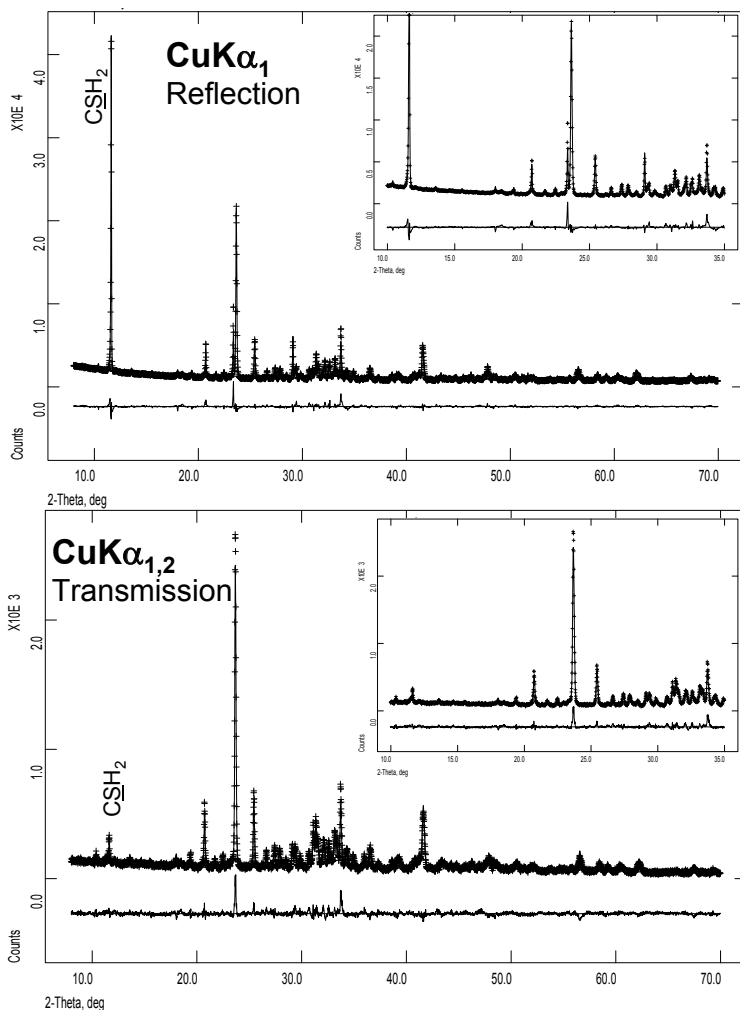 CuKα₁
Reflection
CSH₂
X10E 4
4.0
3.0
2.0
1.0
0.0
Counts
10.0 20.0 30.0 40.0 50.0 60.0 70.0
2-Theta, deg
X10E 4
2.0
1.5
1.0
0.5
0.0
Counts
10.0 15.0 20.0 25.0 30.0 35.0
2-Theta, deg
CuKα₁,₂
Transmission
CSH₂
X10E 3
2.0
1.0
0.0
Counts
10.0 20.0 30.0 40.0 50.0 60.0 70.0
2-Theta, deg
X10E 3
2.0
1.0
0.0
Counts
10.0 15.0 20.0 25.0 30.0 35.0
2-Theta, deg